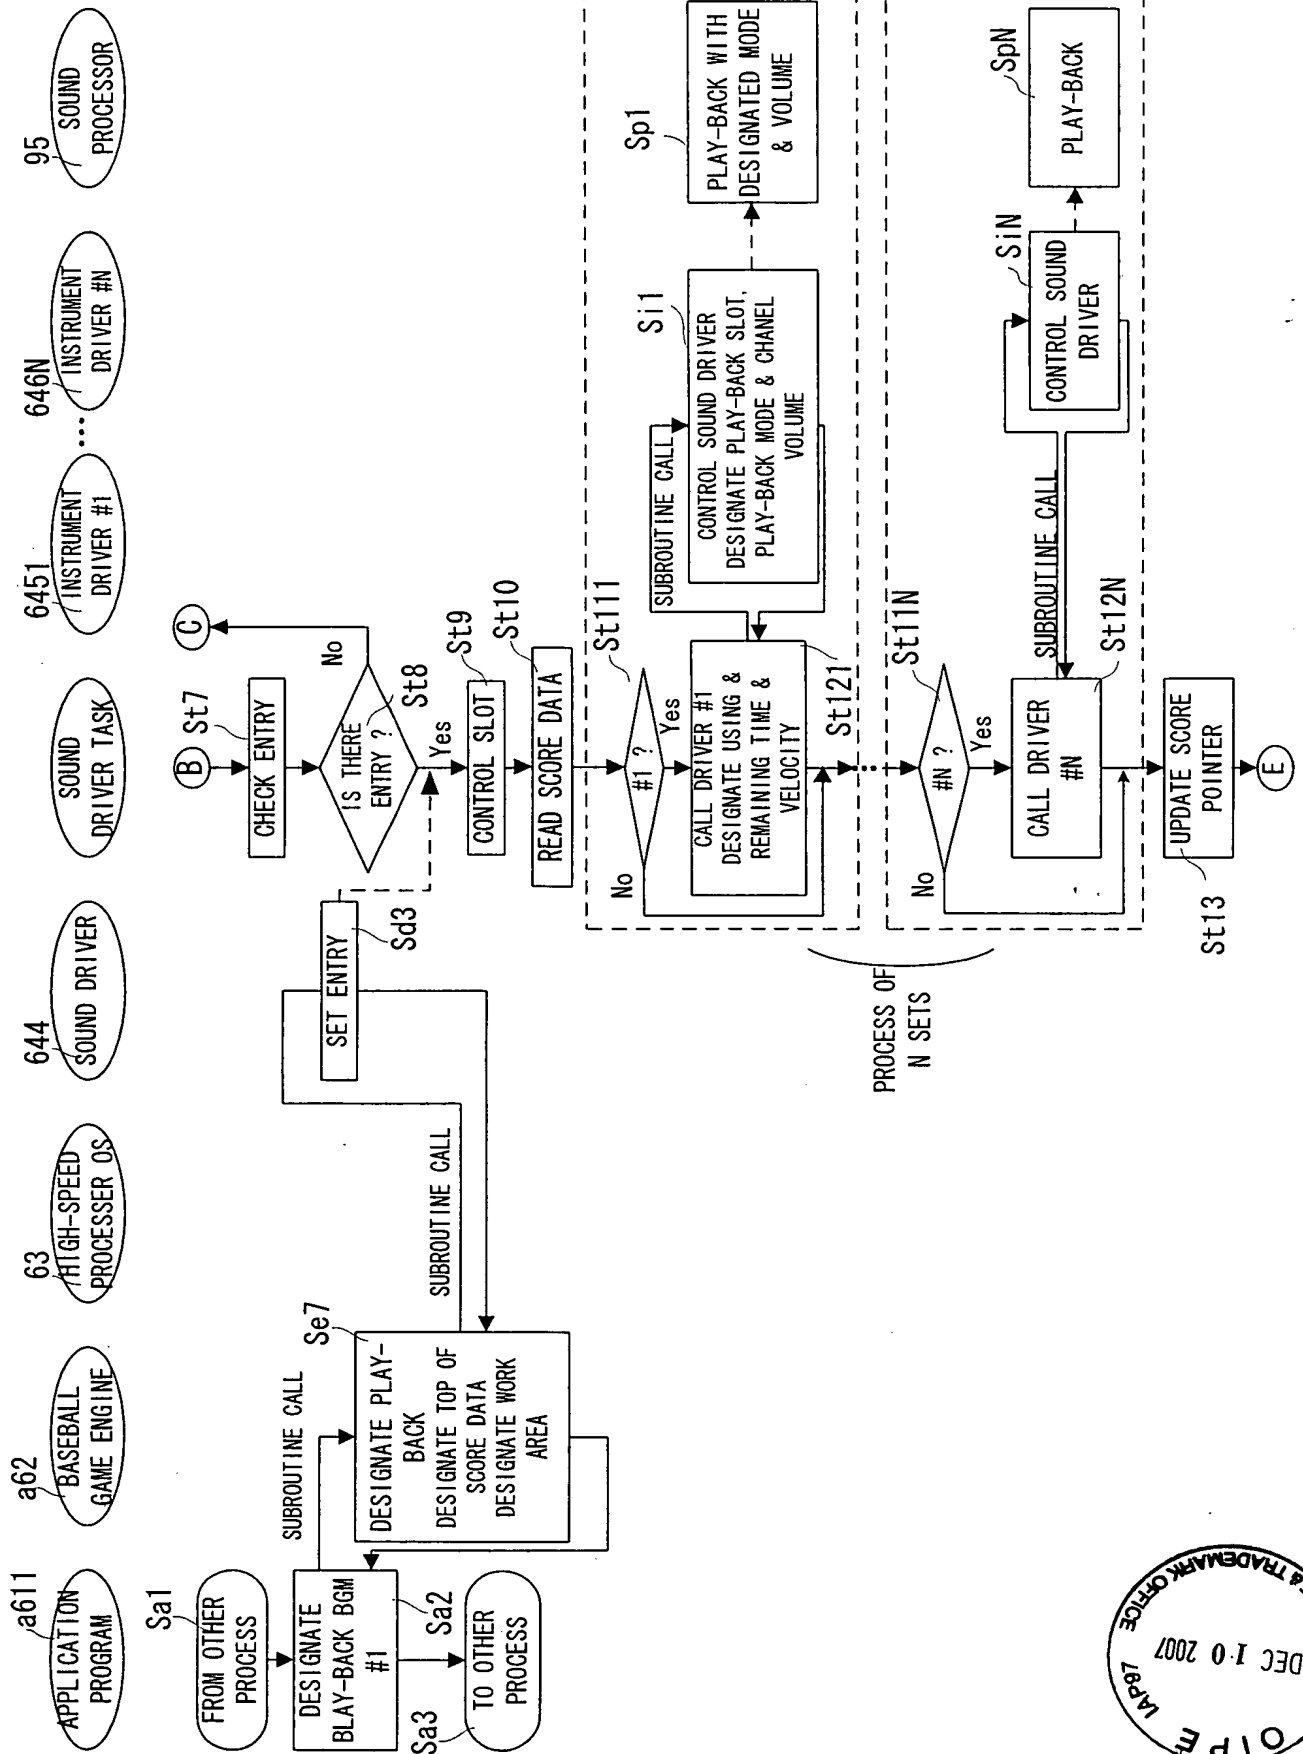 a611
APPLICATION
PROGRAM
a62
BASEBALL
GAME ENGINE
63
HIGH-SPEED
PROCESSER OS
644
SOUND DRIVER
SOUND
DRIVER TASK
6451
INSTRUMENT
DRIVER #1
...
646N
INSTRUMENT
DRIVER #N
95
SOUND
PROCESSOR
Sa1
FROM OTHER
PROCESS
DESIGNATE
BLAY-BACK BGM
#1
Sa2
Sa3
TO OTHER
PROCESS
SUBROUTINE CALL
Se7
DESIGNATE PLAY-
BACK
DESIGNATE TOP OF
SCORE DATA
DESIGNATE WORK
AREA
SUBROUTINE CALL
SET ENTRY
Sd3
B
St7
CHECK ENTRY
C
IS THERE
ENTRY ?
No
St8
Yes
St9
CONTROL SLOT
St10
READ SCORE DATA
St111
#1 ?
No
Yes
CALL DRIVER #1
DESIGNATE USING &
REMAINING TIME &
VELOCITY
St121
SUBROUTINE CALL
Si1
CONTROL SOUND DRIVER
DESIGNATE PLAY-BACK SLOT,
PLAY-BACK MODE & CHANEL
VOLUME
Sp1
PLAY-BACK WITH
DESIGNATED MODE
& VOLUME
PROCESS OF
N SETS
...
St11N
#N ?
No
Yes
CALL DRIVER
#N
St12N
SUBROUTINE CALL
SiN
CONTROL SOUND
DRIVER
SpN
PLAY-BACK
UPDATE SCORE
POINTER
St13
E
OIPE
IAP97
DEC 10 2007
& TRADEMARK OFFICE